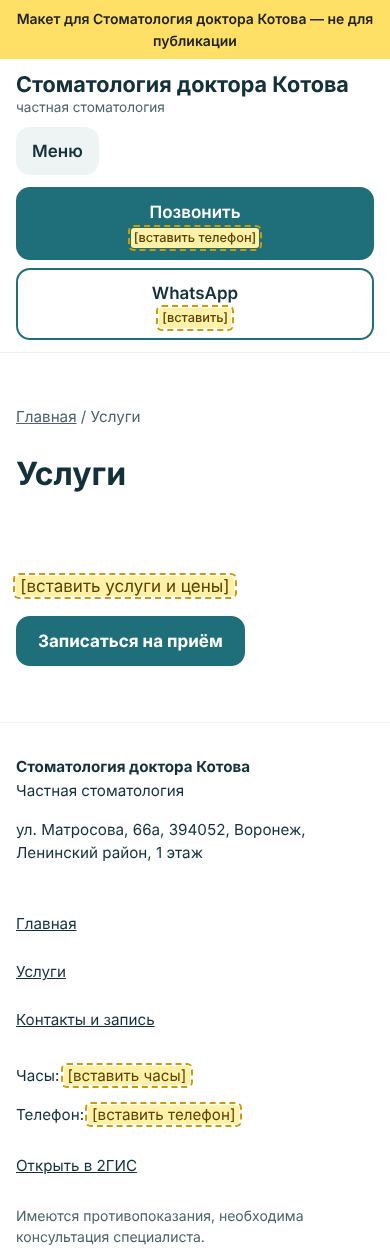 Макет для Стоматология доктора Котова — не для
публикации
Стоматология доктора Котова
частная стоматология
Меню
Позвонить
[вставить телефон]
WhatsApp
[вставить]
Главная / Услуги
Услуги
[вставить услуги и цены]
Записаться на приём
Стоматология доктора Котова
Частная стоматология
ул. Матросова, 66а, 394052, Воронеж,
Ленинский район, 1 этаж
Главная
Услуги
Контакты и запись
Часы: [вставить часы]
Телефон: [вставить телефон]
Открыть в 2ГИС
Имеются противопоказания, необходима
консультация специалиста.